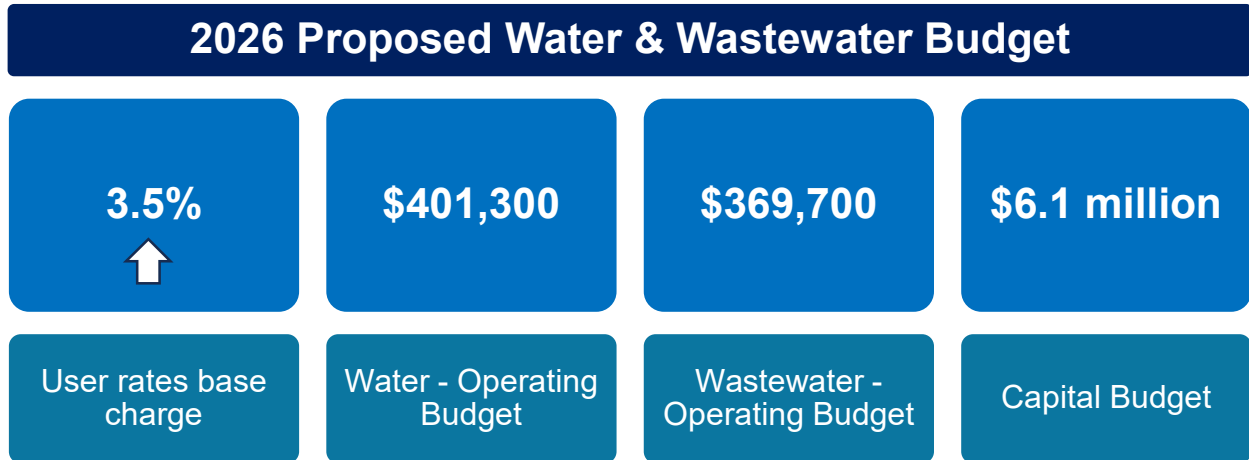 2026 Proposed Water & Wastewater Budget
3.5%
$401,300
$369,700
$6.1 million
User rates base
charge
Water - Operating
Budget
Wastewater -
Operating Budget
Capital Budget